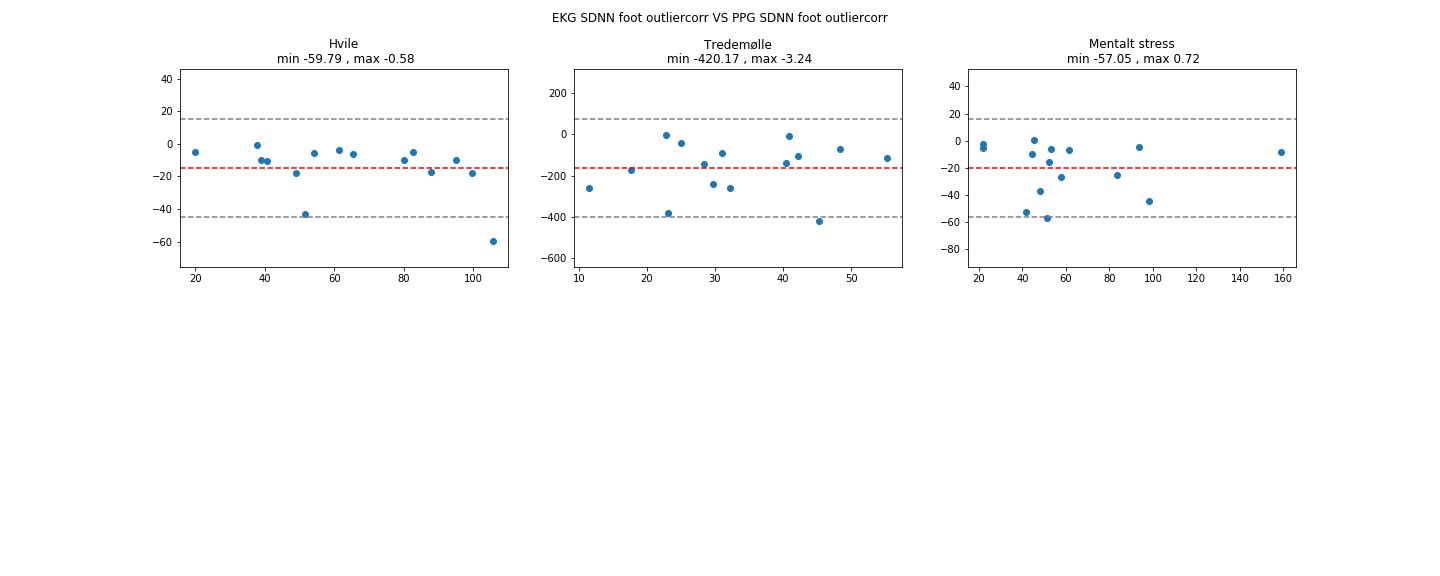 EKG SDNN foot outliercorr VS PPG SDNN foot outliercorr
Hvile
min -59.79 , max -0.58
40
20
0
−20
−40
−60
20 40 60 80 100
Tredemølle
min -420.17 , max -3.24
200
0
−200
−400
−600
10 20 30 40 50
Mentalt stress
min -57.05 , max 0.72
40
20
0
−20
−40
−60
−80
20 40 60 80 100 120 140 160